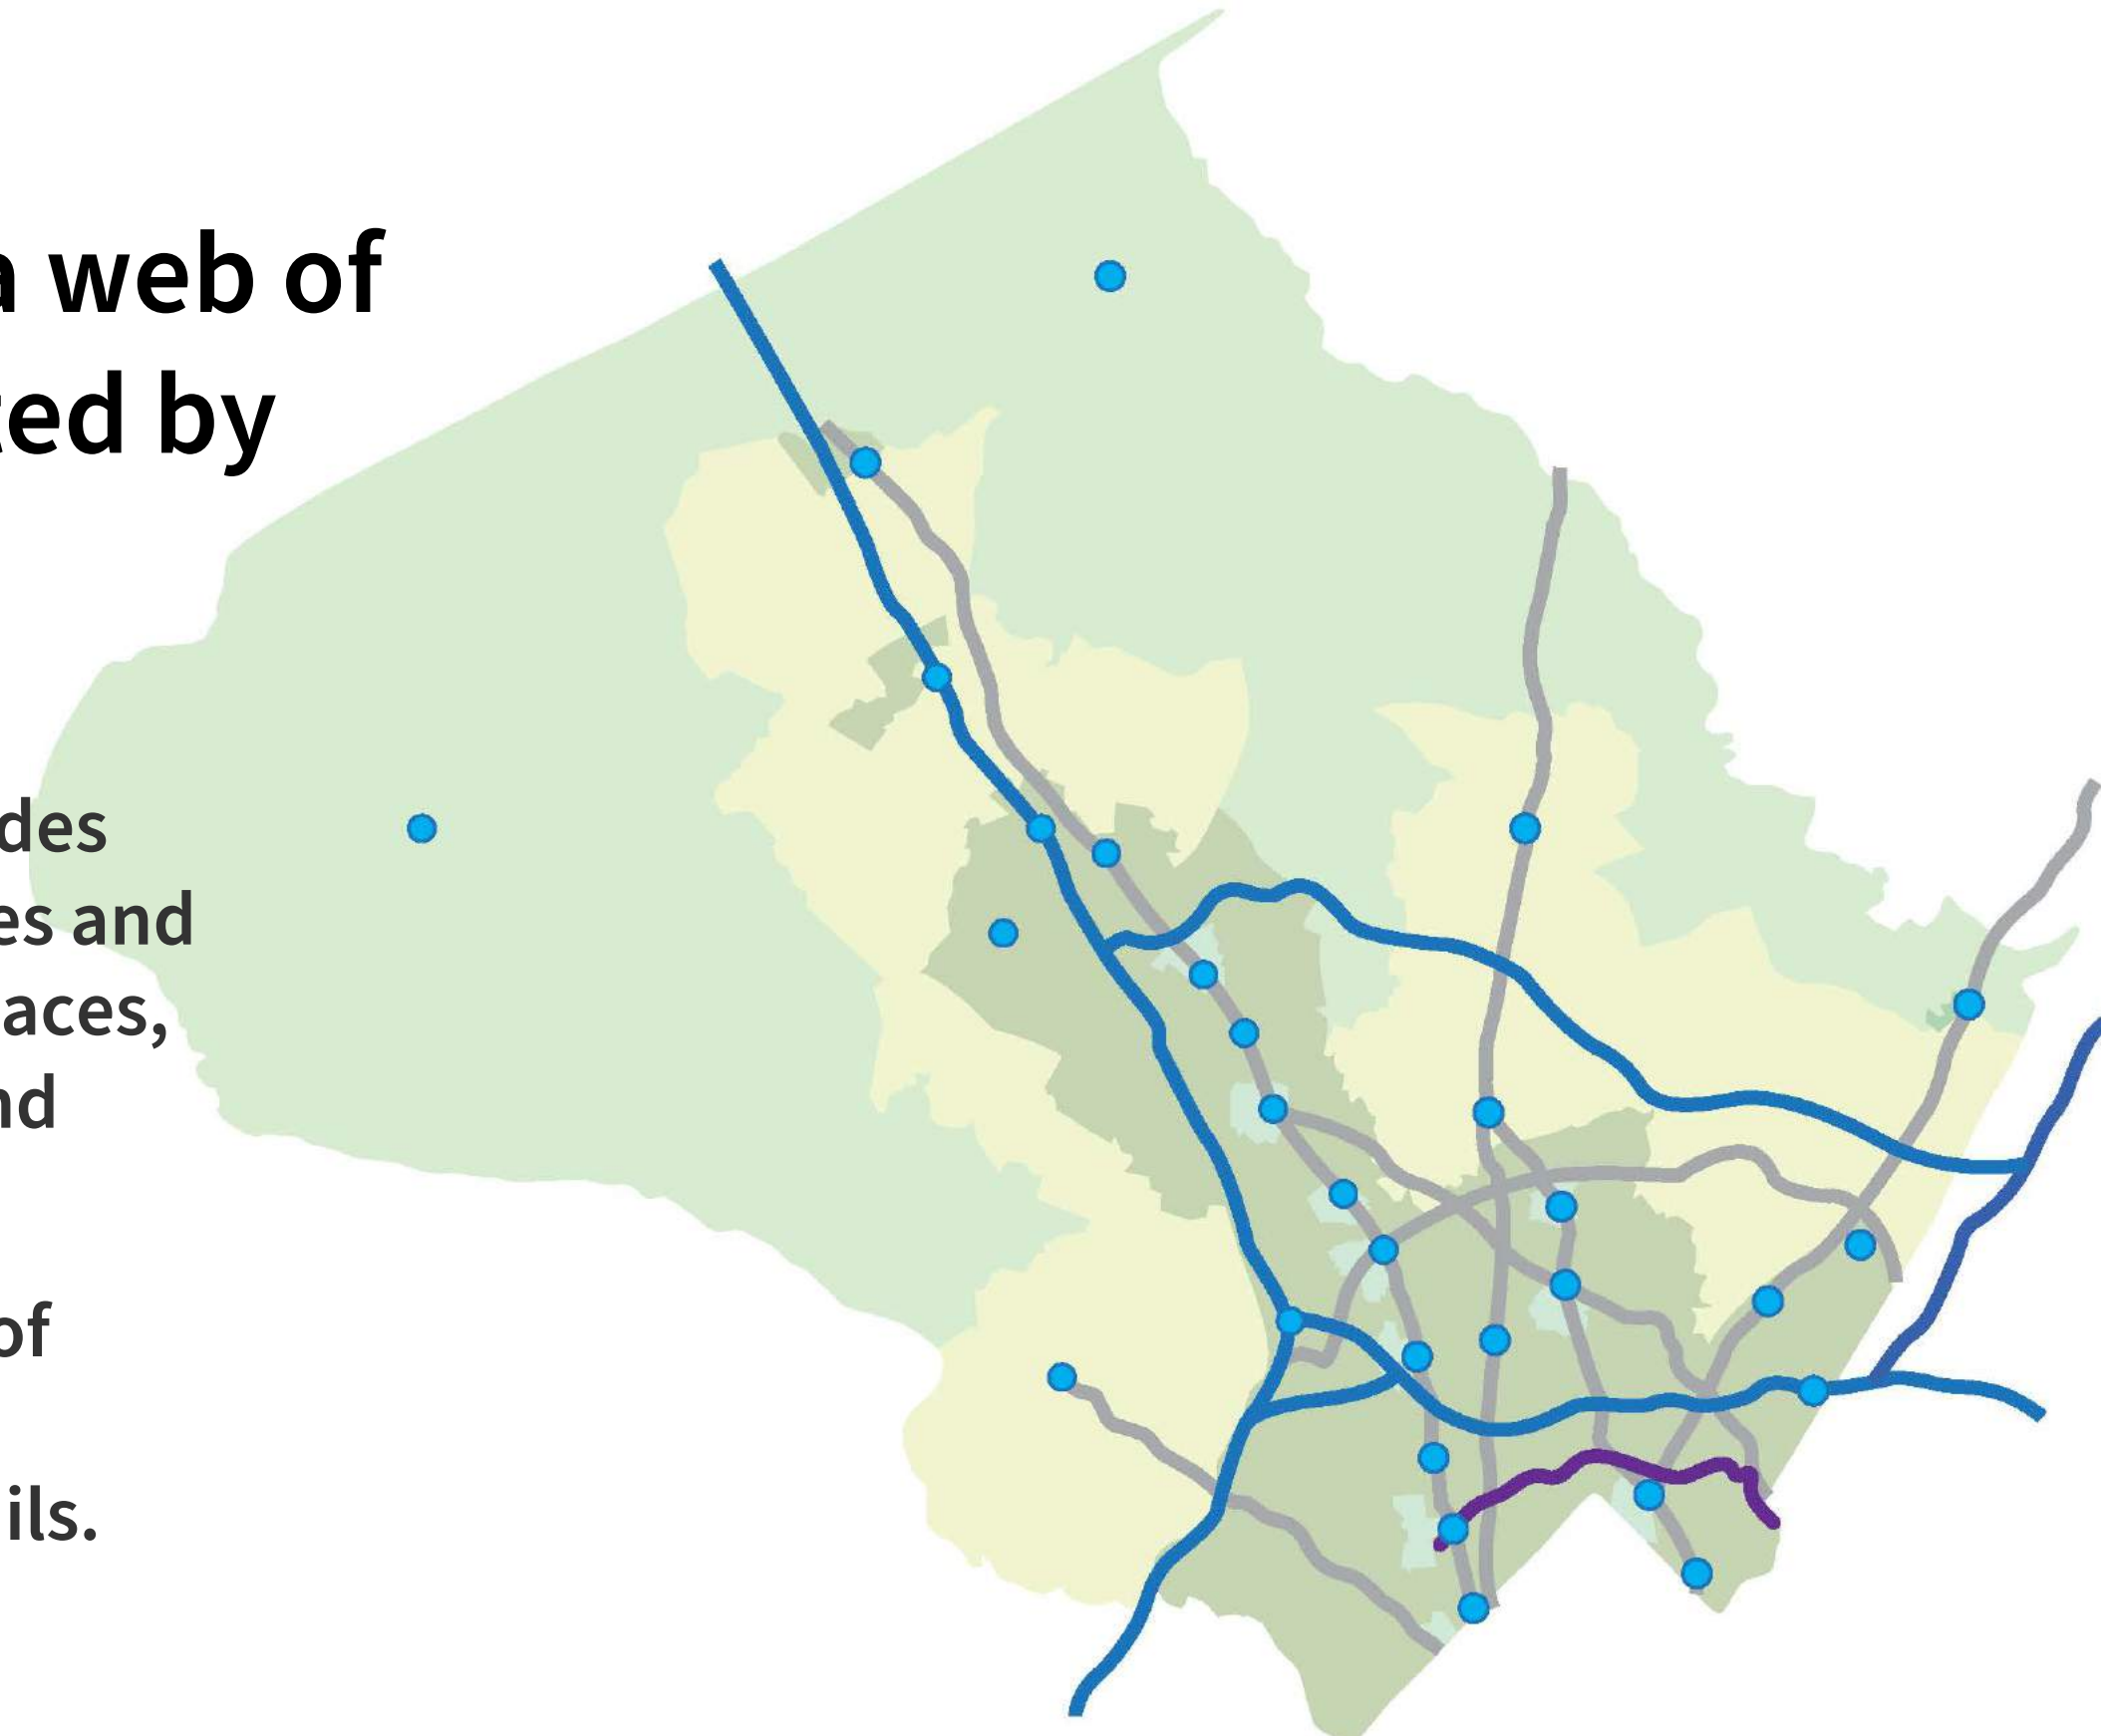 a web of
ted by
des
es and
aces,
nd
of
ils.